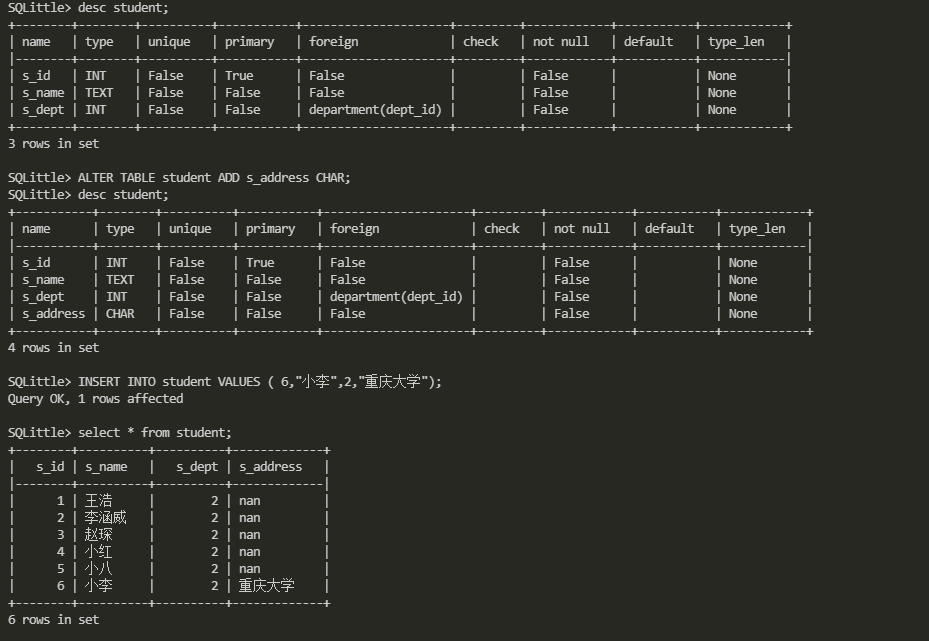 SQLittle> desc student;
+--------+--------+----------+-----------+----------------------+---------+------------+-----------+------------+
| name   | type   | unique   | primary   | foreign              | check   | not null   | default   | type_len   |
|--------+--------+----------+-----------+----------------------+---------+------------+-----------+------------|
| s_id   | INT    | False    | True      | False                |         | False      |           | None       |
| s_name | TEXT   | False    | False     | False                |         | False      |           | None       |
| s_dept | INT    | False    | False     | department(dept_id)  |         | False      |           | None       |
+--------+--------+----------+-----------+----------------------+---------+------------+-----------+------------+
3 rows in set
SQLittle> ALTER TABLE student ADD s_address CHAR;
SQLittle> desc student;
+-----------+--------+----------+-----------+---------------------+---------+------------+-----------+------------+
| name      | type   | unique   | primary   | foreign             | check   | not null   | default   | type_len   |
|-----------+--------+----------+-----------+---------------------+---------+------------+-----------+------------|
| s_id      | INT    | False    | True      | False               |         | False      |           | None       |
| s_name    | TEXT   | False    | False     | False               |         | False      |           | None       |
| s_dept    | INT    | False    | False     | department(dept_id) |         | False      |           | None       |
| s_address | CHAR   | False    | False     | False               |         | False      |           | None       |
+-----------+--------+----------+-----------+---------------------+---------+------------+-----------+------------+
4 rows in set
SQLittle> INSERT INTO student VALUES ( 6,"小李",2,"重庆大学");
Query OK, 1 rows affected
SQLittle> select * from student;
+--------+----------+----------+-------------+
|   s_id | s_name   |   s_dept | s_address   |
|--------+----------+----------+-------------|
|      1 | 王浩     |        2 | nan         |
|      2 | 李涵威   |        2 | nan         |
|      3 | 赵琛     |        2 | nan         |
|      4 | 小红     |        2 | nan         |
|      5 | 小八     |        2 | nan         |
|      6 | 小李     |        2 | 重庆大学    |
+--------+----------+----------+-------------+
6 rows in set